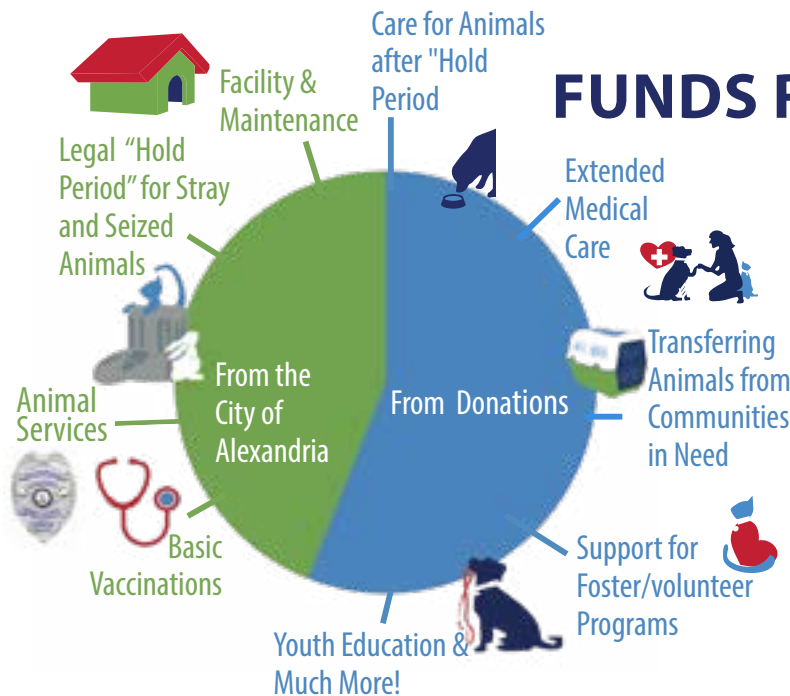 Care for Animals
after "Hold
Period
FUNDS
Facility &
Maintenance
Legal “Hold
Period” for Stray
and Seized
Animals
Extended
Medical
Care
Transferring
Animals from
Communities
in Need
From the
City of
Alexandria
From Donations
Animal
Services
Basic
Vaccinations
Support for
Foster/volunteer
Programs
Youth Education &
Much More!